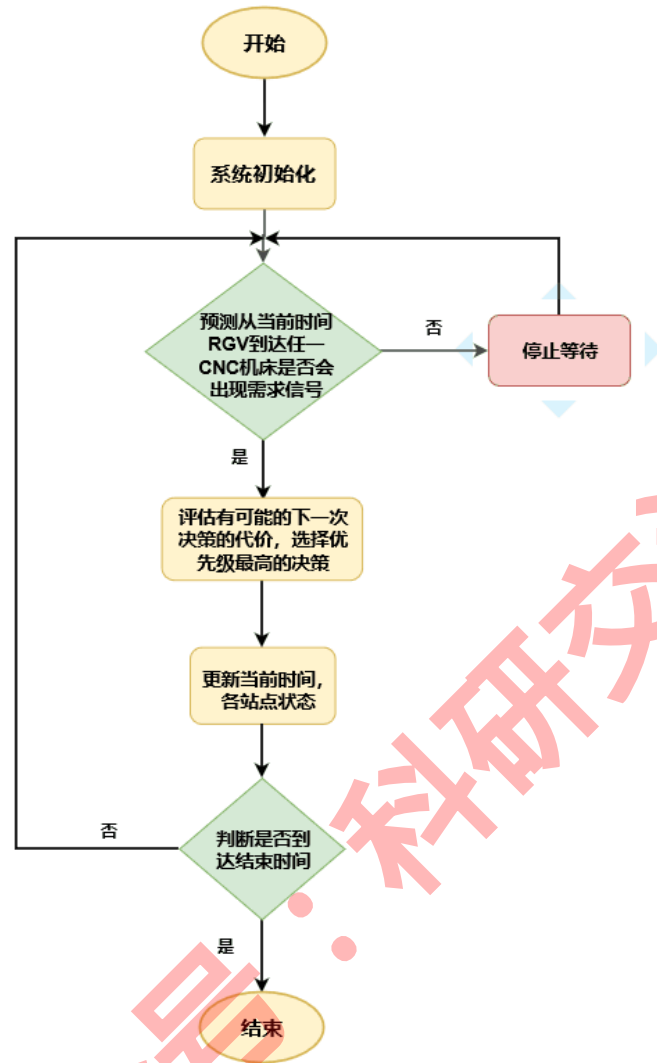 开始
系统初始化
预测从当前时间
RGV到达任一
CNC机床是否会
出现需求信号
否
停止等待
是
评估有可能的下一次
决策的代价，选择优
先级最高的决策
更新当前时间，
各站点状态
否
判断是否到
达结束时间
是
结束
号：科研交